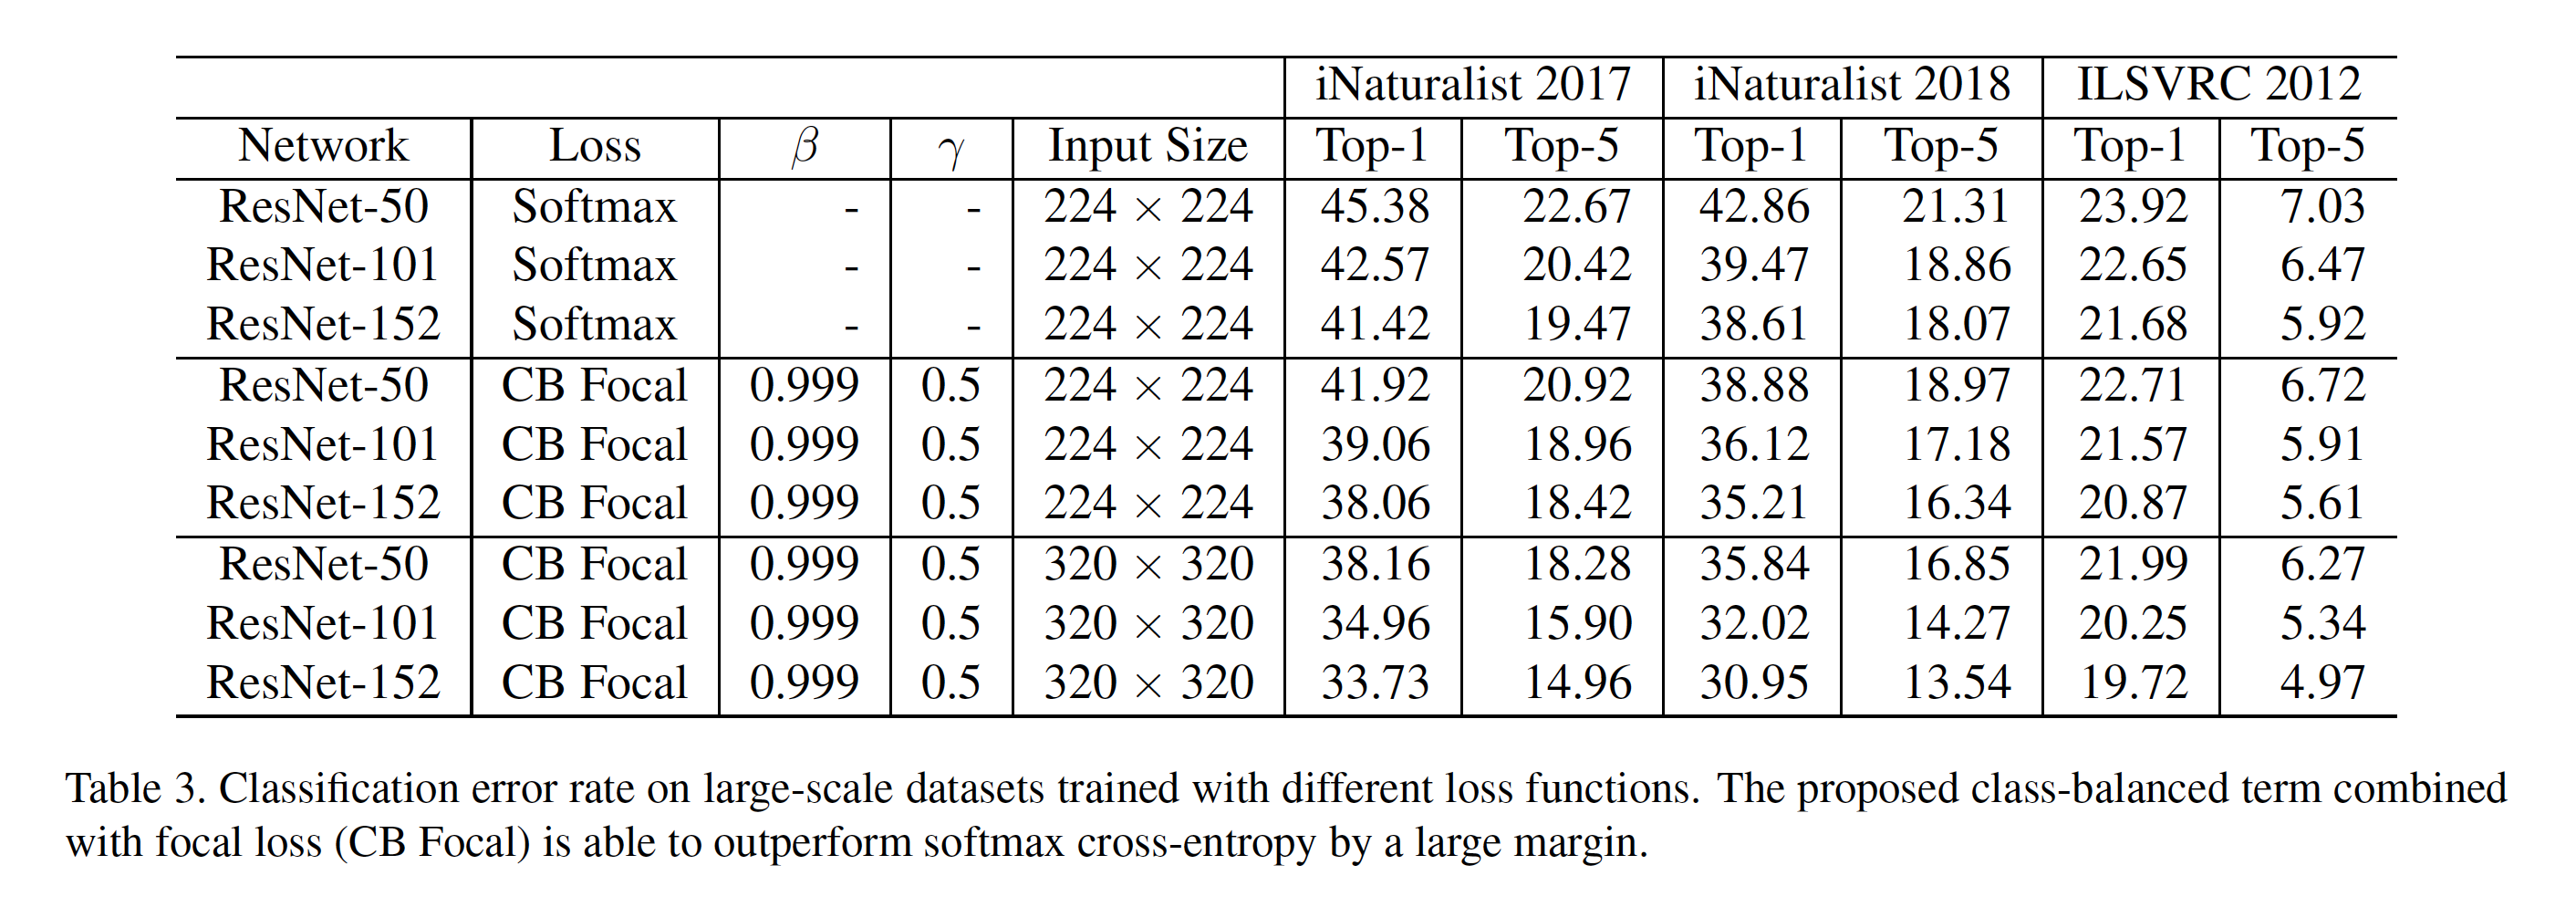 iNaturalist 2017 iNaturalist 2018 ILSVRC 2012
Network Loss β γ Input Size Top-1 Top-5 Top-1 Top-5 Top-1 Top-5
ResNet-50 Softmax - - 224 × 224 45.38 22.67 42.86 21.31 23.92 7.03
ResNet-101 Softmax - - 224 × 224 42.57 20.42 39.47 18.86 22.65 6.47
ResNet-152 Softmax - - 224 × 224 41.42 19.47 38.61 18.07 21.68 5.92
ResNet-50 CB Focal 0.999 0.5 224 × 224 41.92 20.92 38.88 18.97 22.71 6.72
ResNet-101 CB Focal 0.999 0.5 224 × 224 39.06 18.96 36.12 17.18 21.57 5.91
ResNet-152 CB Focal 0.999 0.5 224 × 224 38.06 18.42 35.21 16.34 20.87 5.61
ResNet-50 CB Focal 0.999 0.5 320 × 320 38.16 18.28 35.84 16.85 21.99 6.27
ResNet-101 CB Focal 0.999 0.5 320 × 320 34.96 15.90 32.02 14.27 20.25 5.34
ResNet-152 CB Focal 0.999 0.5 320 × 320 33.73 14.96 30.95 13.54 19.72 4.97
Table 3. Classification error rate on large-scale datasets trained with different loss functions. The proposed class-balanced term combined
with focal loss (CB Focal) is able to outperform softmax cross-entropy by a large margin.